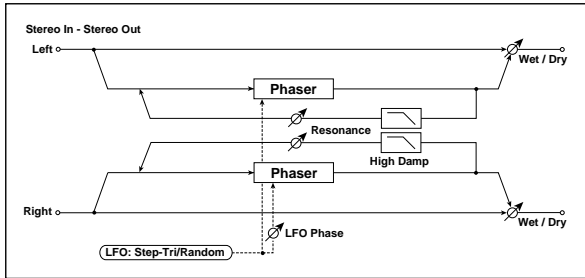 Stereo In - Stereo Out
Left
Wet / Dry
Phaser
Resonance
High Damp
Phaser
Right
Wet / Dry
LFO Phase
LFO: Step-Tri/Random